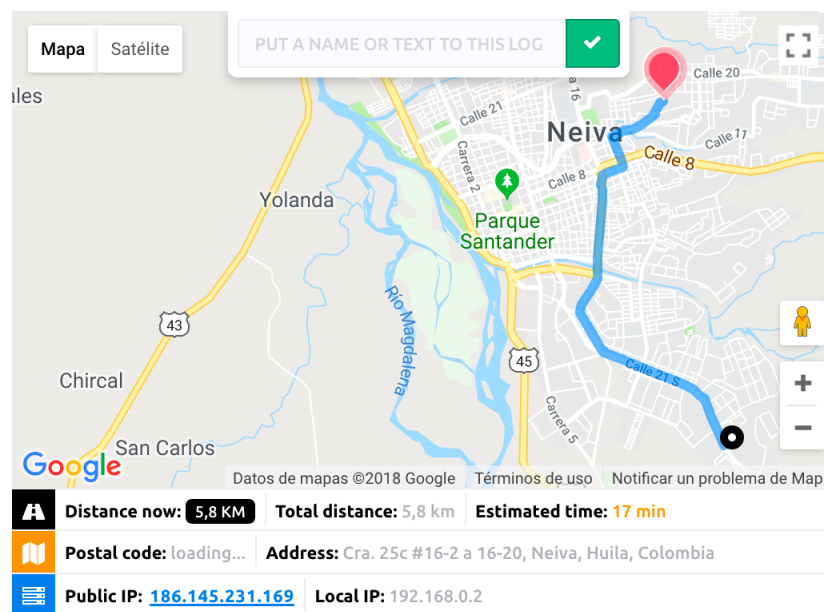 PUT A NAME OR TEXT TO THIS LOG
Mapa Satélite
Calle 20
16
ales
Calle 21
Neiva
Calle 11
Carrera 2
Calle 8
Calle 8
Yolanda
Parque
Santander
Río Magdalena
43
45
Calle 21 S
Chircal
Carrera 5
San Carlos
Google
Datos de mapas ©2018 Google Términos de uso Notificar un problema de Map
Distance now: 5,8 KM Total distance: 5,8 km Estimated time: 17 min
Postal code: loading... Address: Cra. 25c #16-2 a 16-20, Neiva, Huila, Colombia
Public IP: 186.145.231.169 Local IP: 192.168.0.2